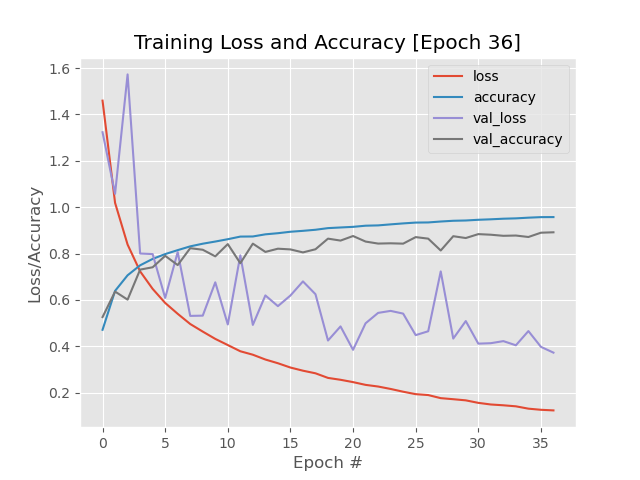 Training Loss and Accuracy [Epoch 36]
loss
accuracy
val_loss
val_accuracy
1.6
1.4
1.2
1.0
0.8
0.6
0.4
0.2
Loss/Accuracy
0 5 10 15 20 25 30 35
Epoch #